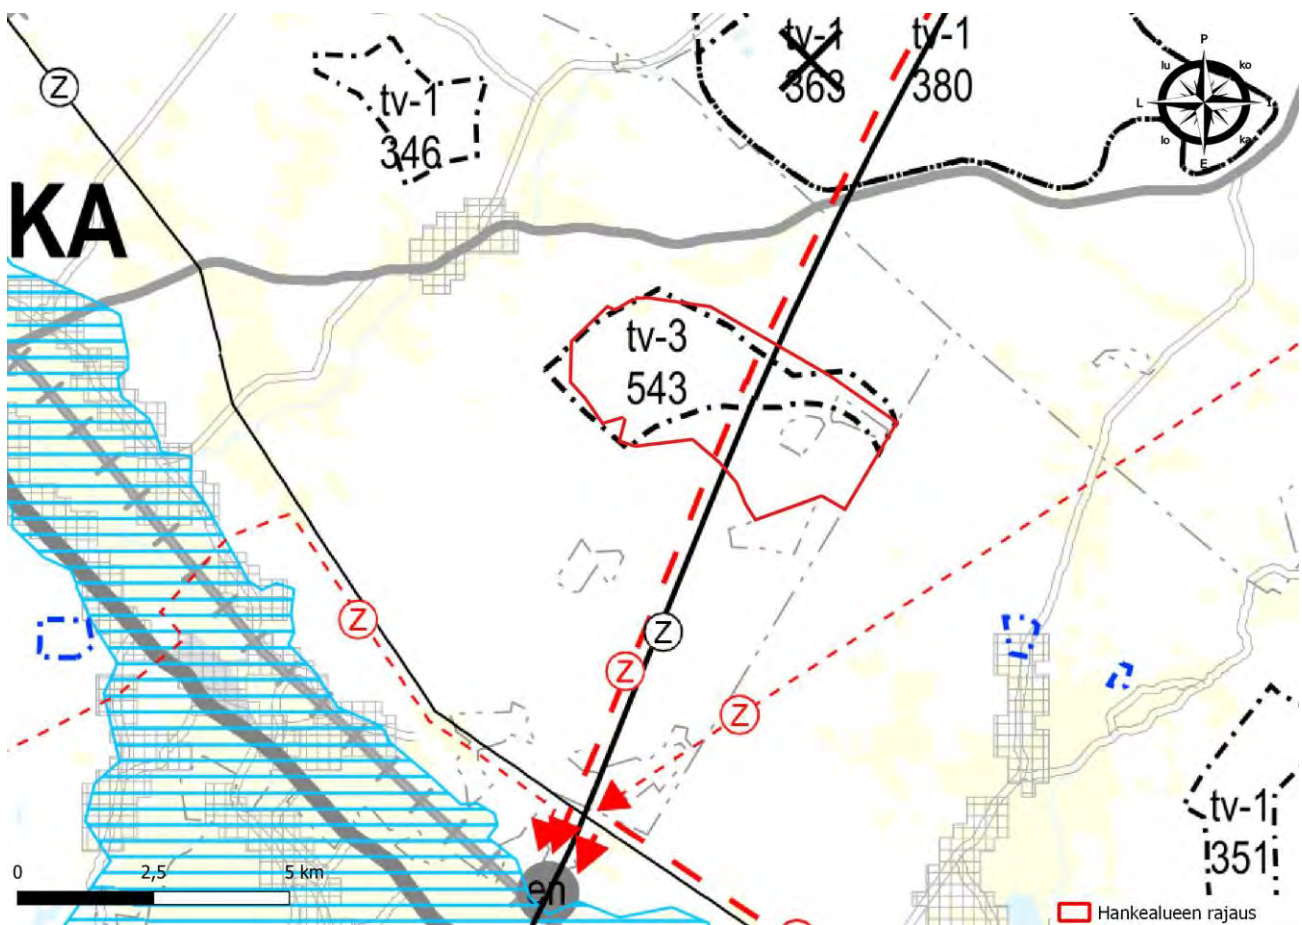 tv-1
363
tv-1
380
P
lu
ko
L
I
lo
ka
E
Z
tv-1
346
KA
tv-3
543
Z
Z
Z
Z
tv-1
351
en
0
2,5
5 km
Hankealueen rajaus